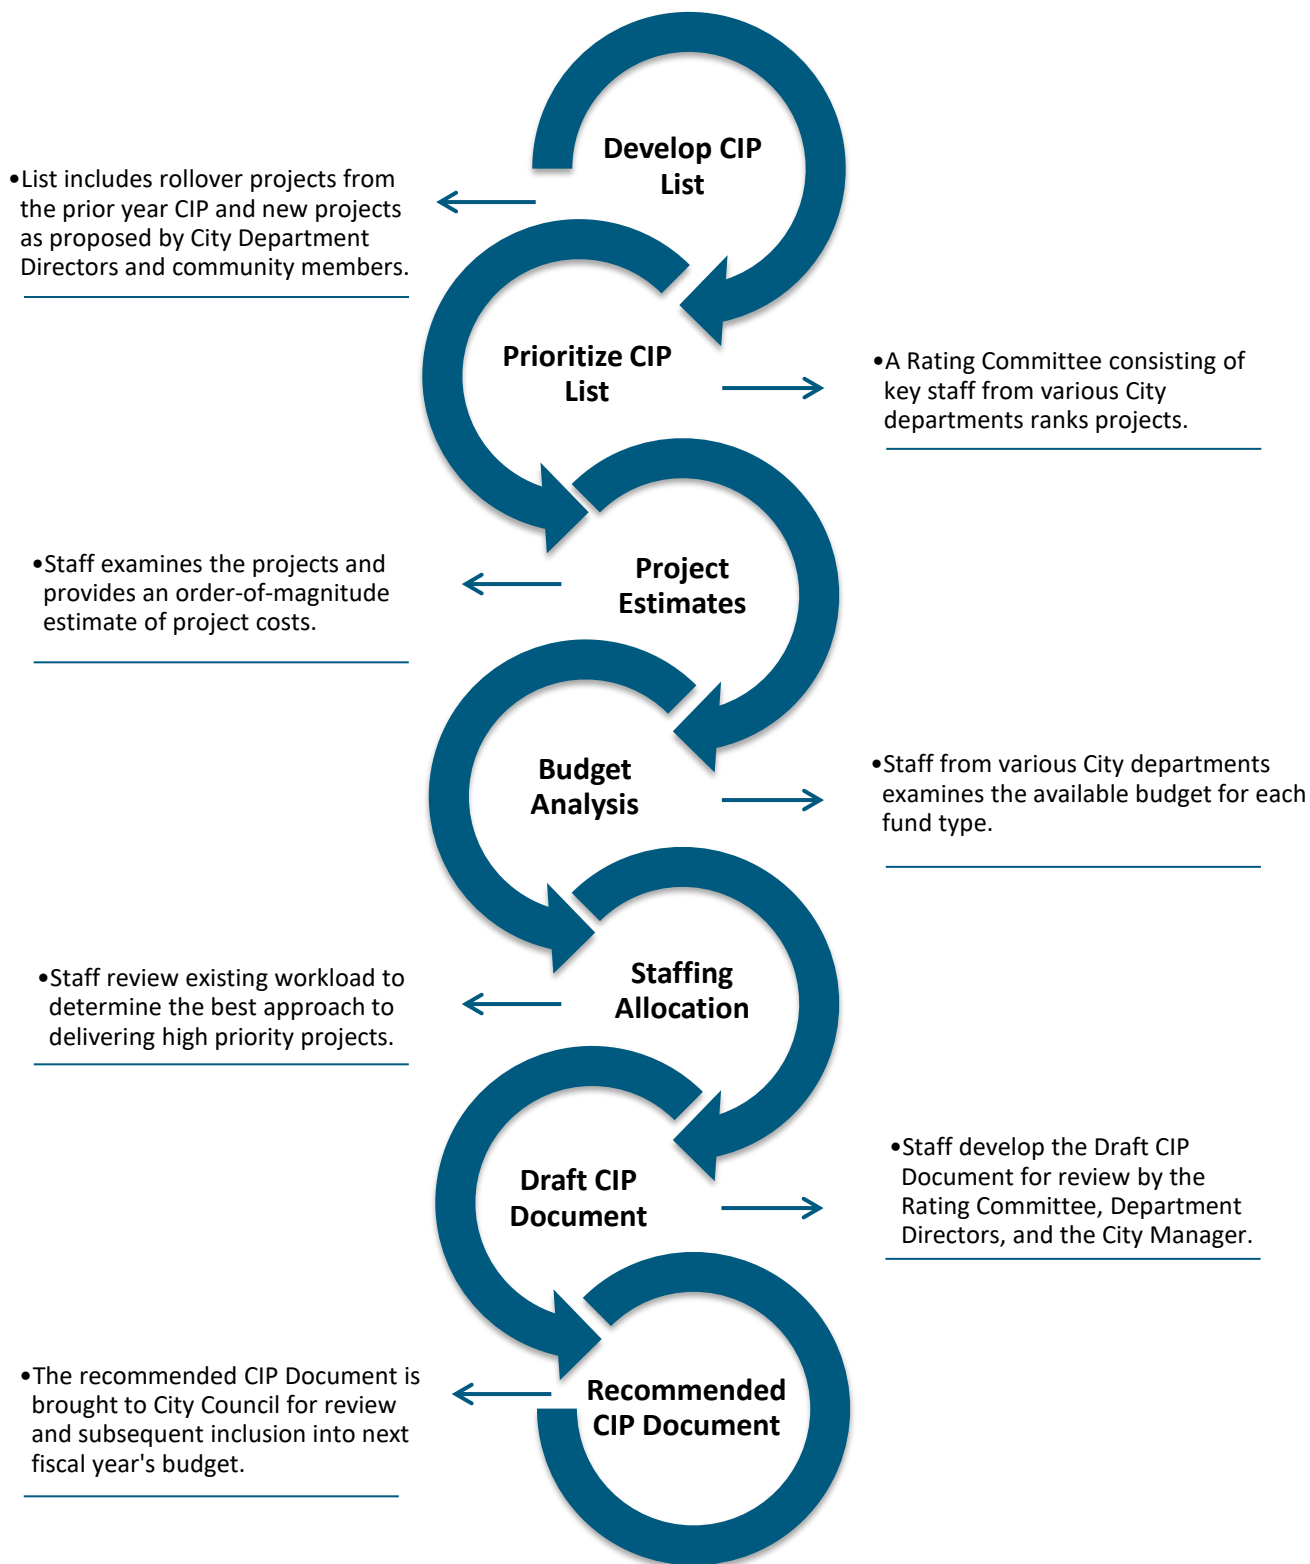 Develop CIP
List
•List includes rollover projects from
the prior year CIP and new projects
as proposed by City Department
Directors and community members.
Prioritize CIP
List
•A Rating Committee consisting of
key staff from various City
departments ranks projects.
Project
Estimates
•Staff examines the projects and
provides an order-of-magnitude
estimate of project costs.
Budget
Analysis
•Staff from various City departments
examines the available budget for each
fund type.
Staffing
Allocation
•Staff review existing workload to
determine the best approach to
delivering high priority projects.
Draft CIP
Document
•Staff develop the Draft CIP
Document for review by the
Rating Committee, Department
Directors, and the City Manager.
Recommended
CIP Document
•The recommended CIP Document is
brought to City Council for review
and subsequent inclusion into next
fiscal year's budget.